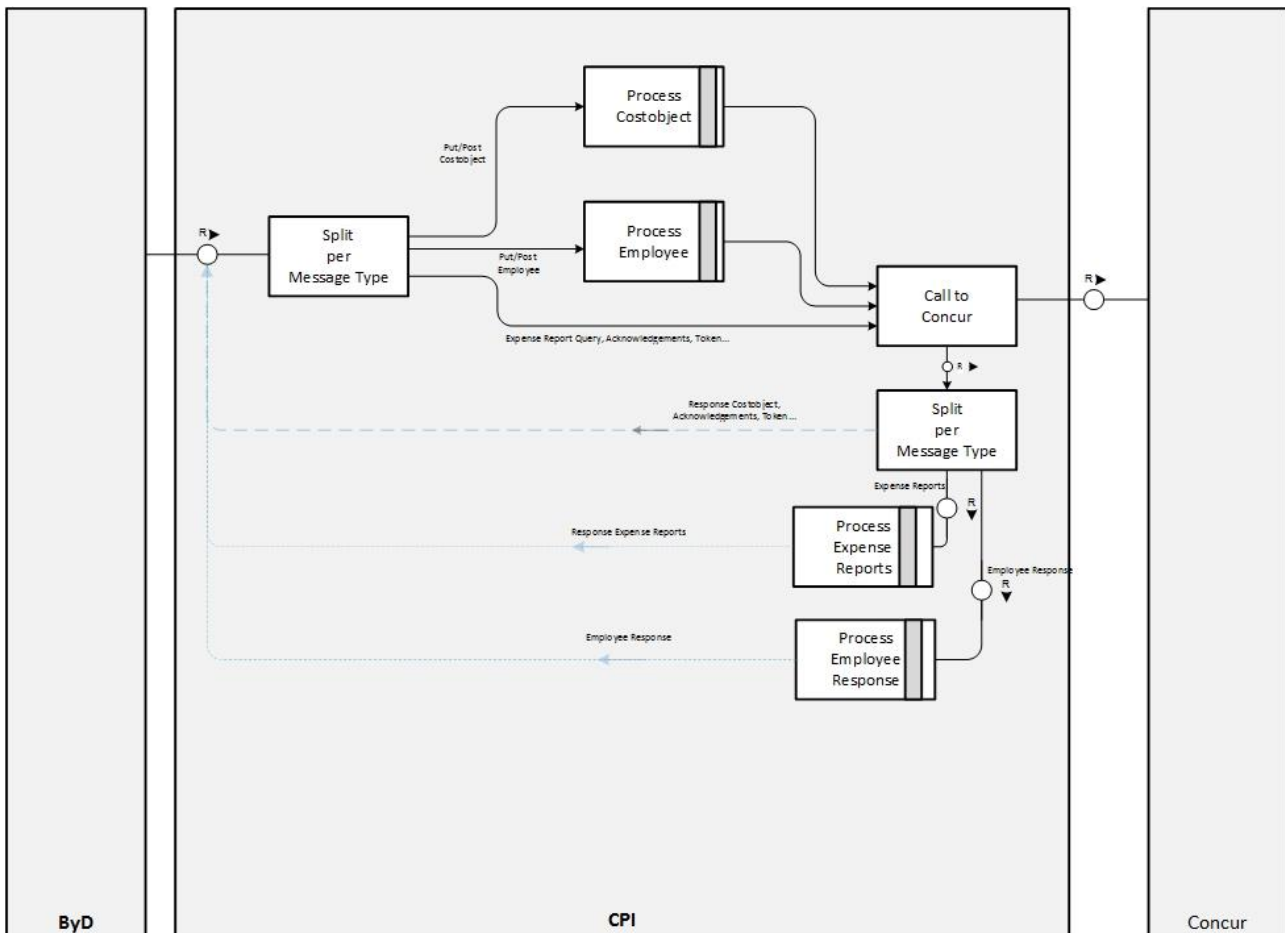 Process
Costobject
Put/Post
Costobject
R
Split
per
Message Type
Process
Employee
Put/Post
Employee
Call to
Concur
R
Expense Report Query, Acknowledgements, Token...
R
Response Costobject,
Acknowledgements, Token...
Split
per
Message Type
Expense Reports
R
Response Expense Reports
Process
Expense
Reports
Employee Response
R
Employee Response
Process
Employee
Response
ByD
CPI
Concur